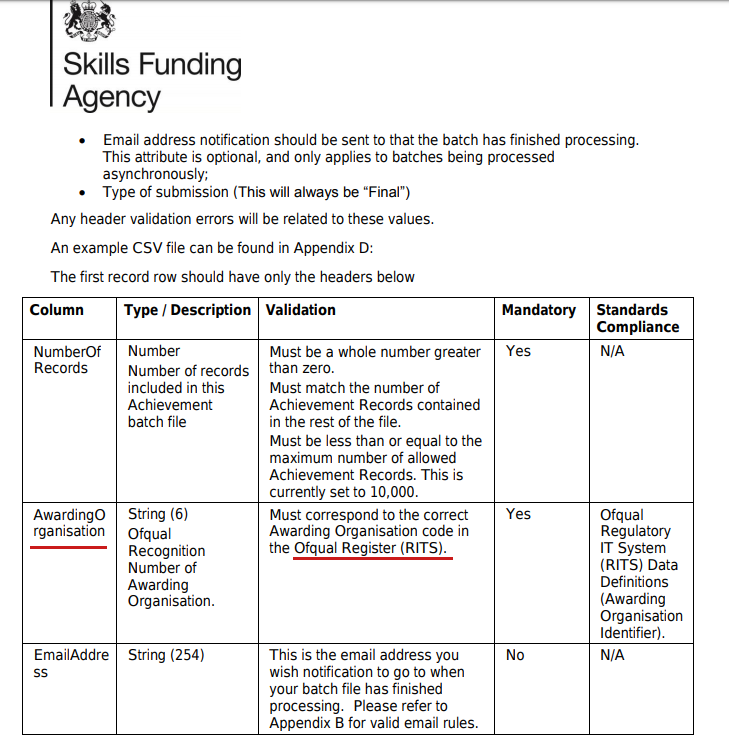 Skills Funding
Agency
• Email address notification should be sent to that the batch has finished processing.
This attribute is optional, and only applies to batches being processed
asynchronously;
• Type of submission (This will always be “Final”)
Any header validation errors will be related to these values.
An example CSV file can be found in Appendix D:
The first record row should have only the headers below
Column
Type / Description
Validation
Mandatory
Standards
Compliance
NumberOf
Records
Number
Number of records
included in this
Achievement
batch file
Must be a whole number greater
than zero.
Must match the number of
Achievement Records contained
in the rest of the file.
Must be less than or equal to the
maximum number of allowed
Achievement Records. This is
currently set to 10,000.
Yes
N/A
AwardingO
rganisation
String (6)
Ofqual
Recognition
Number of
Awarding
Organisation.
Must correspond to the correct
Awarding Organisation code in
the Ofqual Register (RITS).
Yes
Ofqual
Regulatory
IT System
(RITS) Data
Definitions
(Awarding
Organisation
Identifier).
EmailAddre
ss
String (254)
This is the email address you
wish notification to go to when
your batch file has finished
processing. Please refer to
Appendix B for valid email rules.
No
N/A